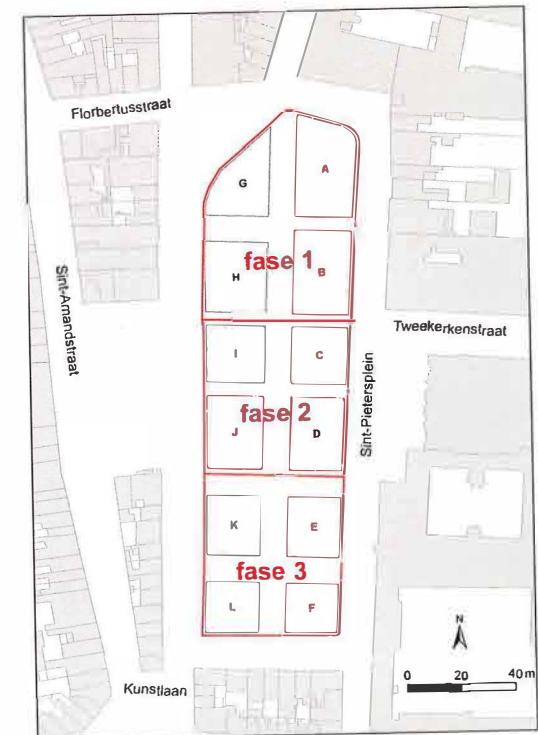 Florbertusstraat
A
G
fase 1
H
B
Sint-Amandstraat
Tweekerkenstraat
I
C
Sint-Pietersplein
fase 2
J
D
K
E
fase 3
L
F
N
0 20 40 m
Kunstlaan